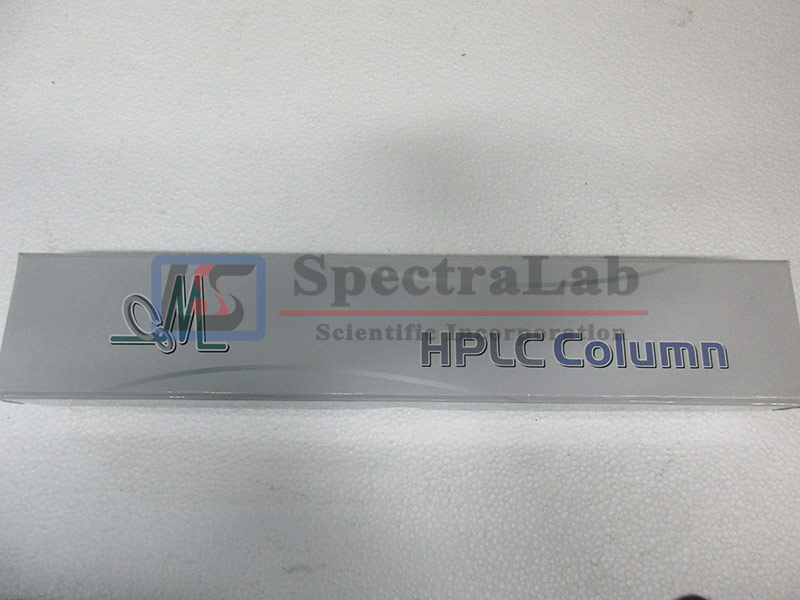 SpectraLab
Scientific Incorporation
HPLC Column